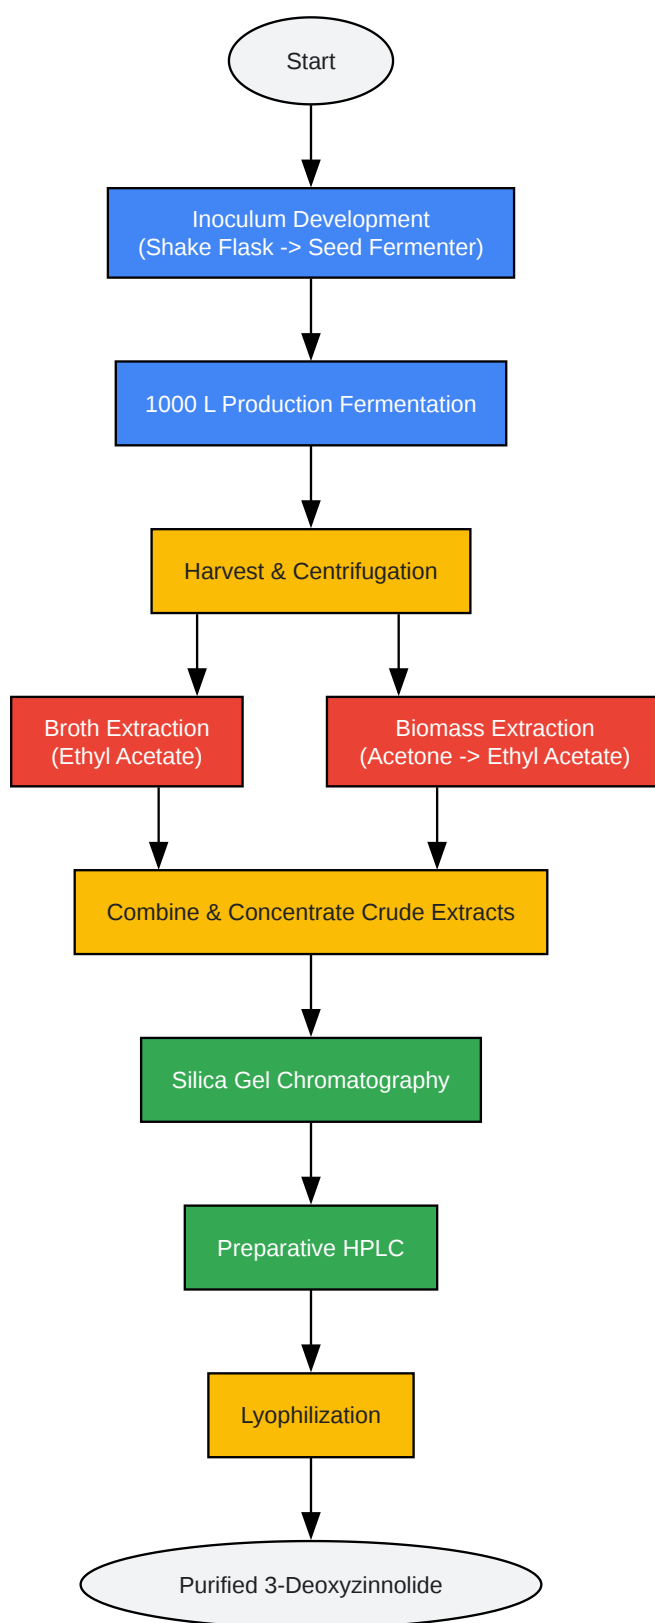 Start
Inoculum Development
(Shake Flask -> Seed Fermenter)
1000 L Production Fermentation
Harvest & Centrifugation
Broth Extraction
(Ethyl Acetate)
Biomass Extraction
(Acetone -> Ethyl Acetate)
Combine & Concentrate Crude Extracts
Silica Gel Chromatography
Preparative HPLC
Lyophilization
Purified 3-Deoxyzinnolide